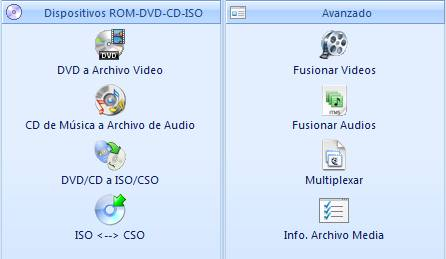 Dispositivos ROM-DVD-CD-ISO
DVD
DVD a Archivo Video
CD de Música a Archivo de Audio
DVD/CD a ISO/CSO
ISO <--> CSO
Avanzado
Fusionar Videos
Fusionar Audios
Multiplexar
Info. Archivo Media